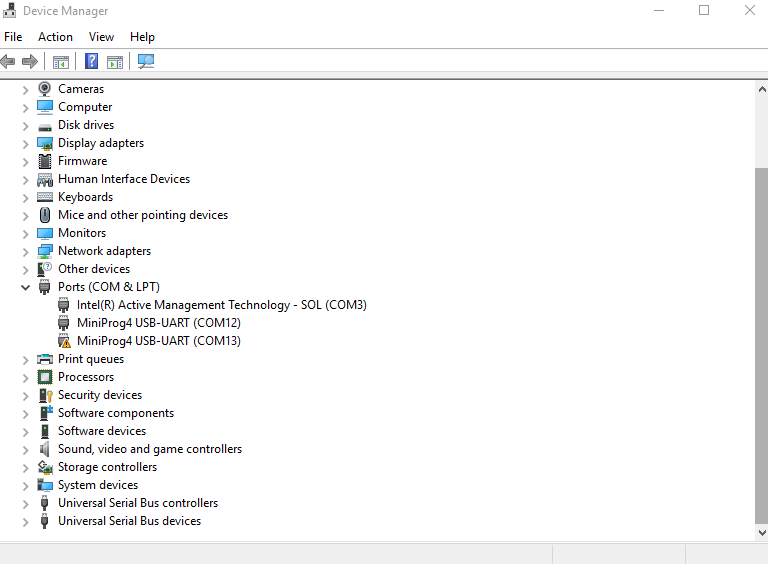 Device Manager
File Action View Help
Cameras
Computer
Disk drives
Display adapters
Firmware
Human Interface Devices
Keyboards
Mice and other pointing devices
Monitors
Network adapters
Other devices
Ports (COM & LPT)
Intel(R) Active Management Technology - SOL (COM3)
MiniProg4 USB-UART (COM12)
MiniProg4 USB-UART (COM13)
Print queues
Processors
Security devices
Software components
Software devices
Sound, video and game controllers
Storage controllers
System devices
Universal Serial Bus controllers
Universal Serial Bus devices